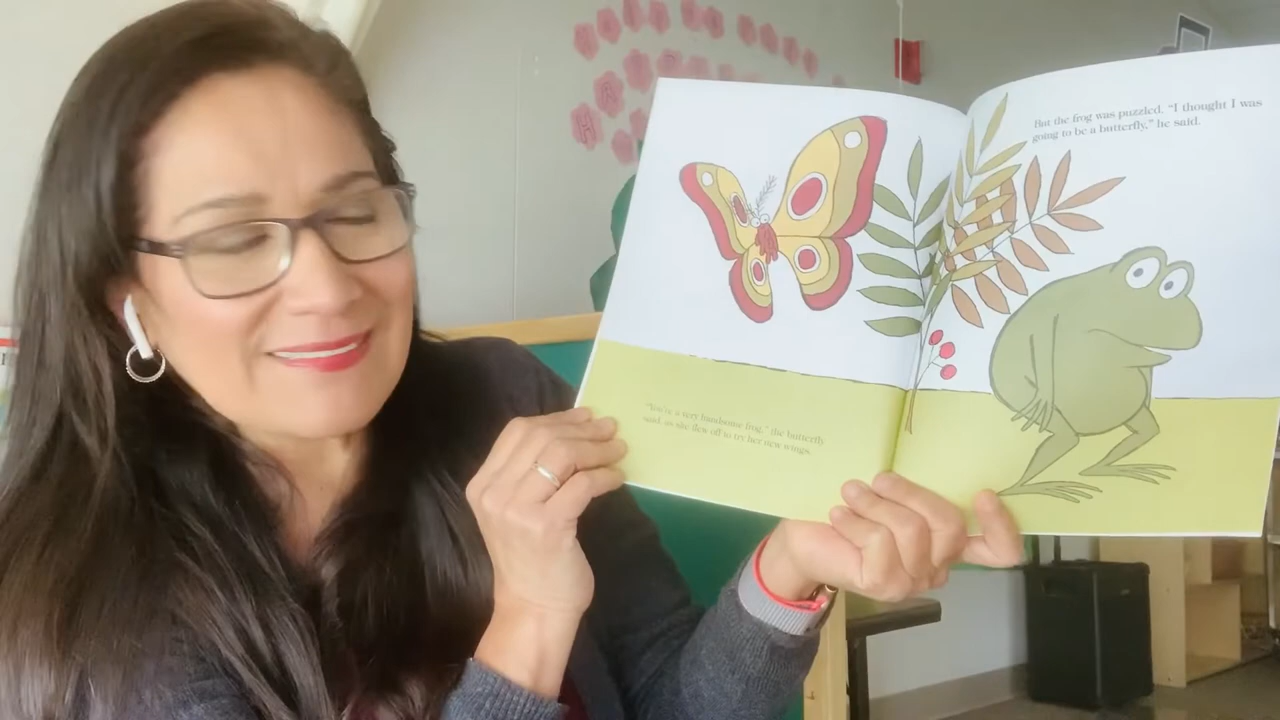 "You're a very handsome frog," the butterfly
said, as she flew off to try her new wings.
But the frog was puzzled. "I thought I was
going to be a butterfly," he said.